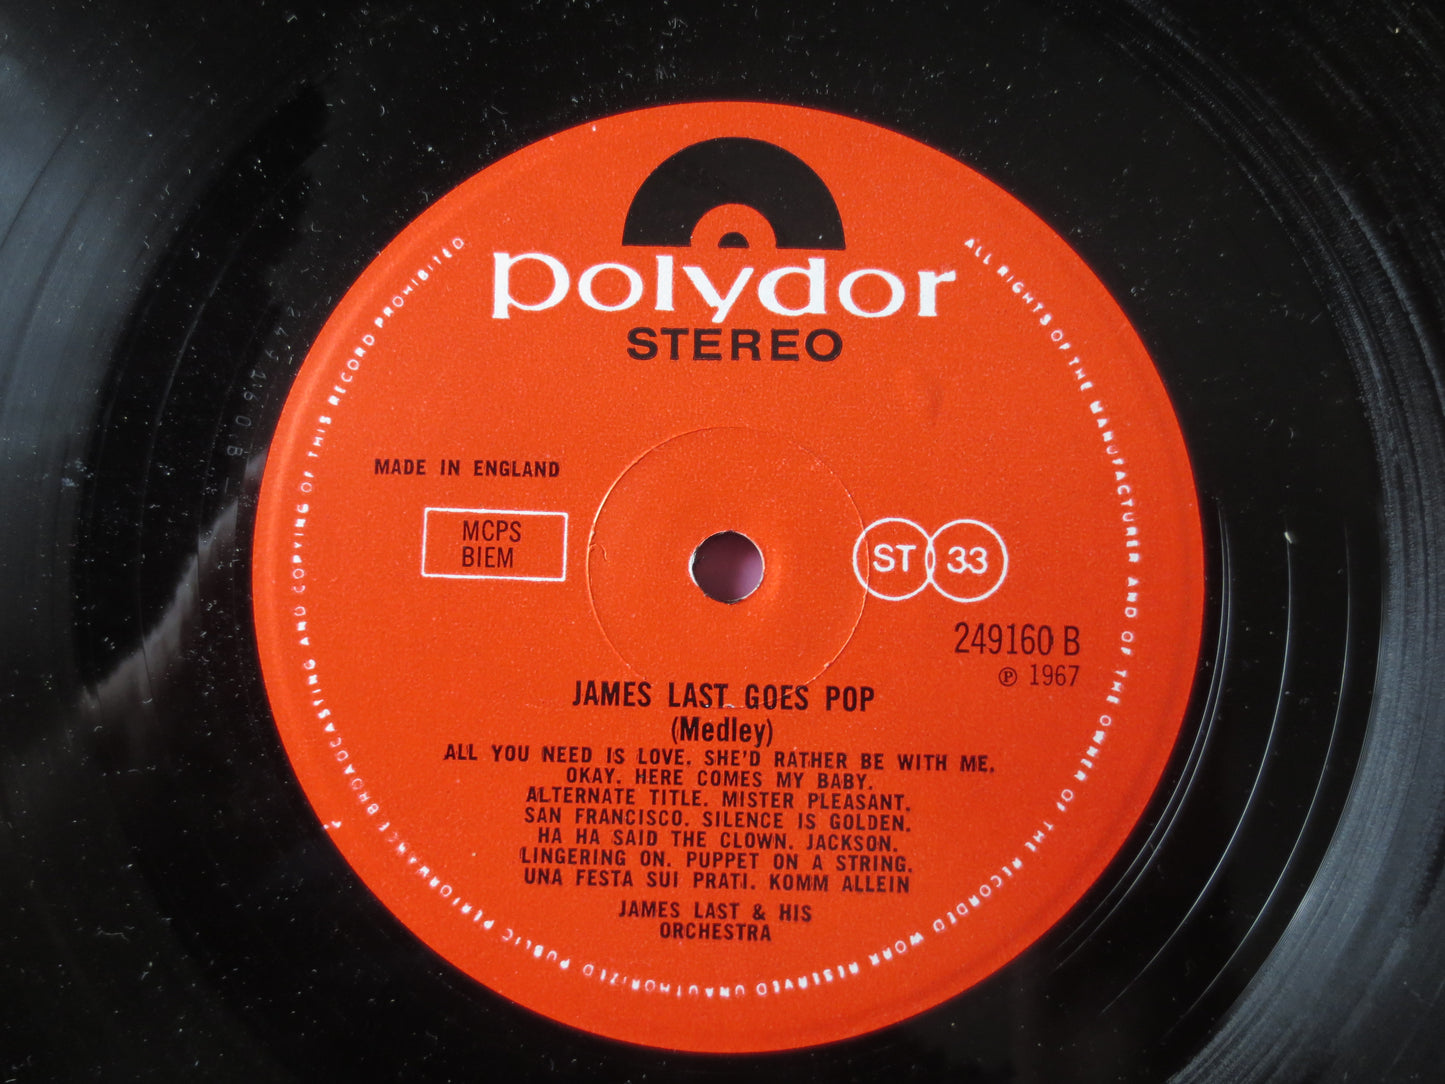 polydor
STEREO
MADE IN ENGLAND
MCPS
BIEM
ST 33
249160 B
℗ 1967
JAMES LAST GOES POP
(Medley)
ALL YOU NEED IS LOVE. SHE'D RATHER BE WITH ME.
OKAY. HERE COMES MY BABY.
ALTERNATE TITLE. MISTER PLEASANT.
SAN FRANCISCO. SILENCE IS GOLDEN.
HA HA SAID THE CLOWN. JACKSON.
LINGERING ON. PUPPET ON A STRING.
UNA FESTA SUI PRATI. KOMM ALLEIN
JAMES LAST & HIS
ORCHESTRA
ALL RIGHTS OF THE MANUFACTURER AND OF THE OWNER OF THE RECORDED WORK RESERVED UNAUTHORIZED PUBLIC PERFORMANCE BROADCASTING AND COPYING OF THIS RECORD PROHIBITED